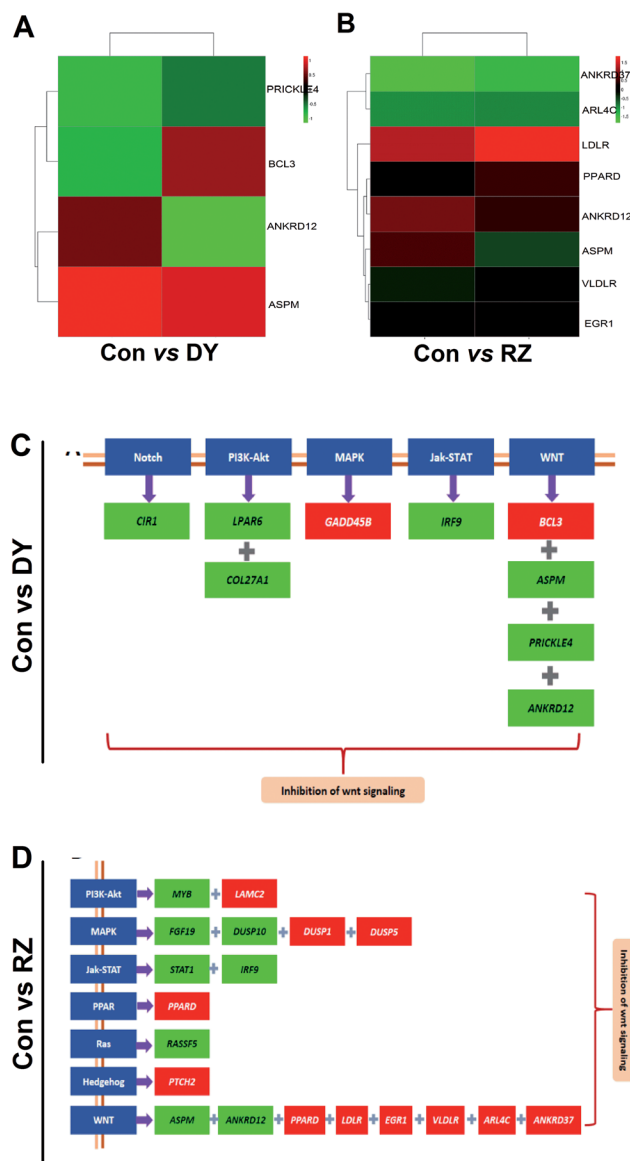 A
PRICKLE4
BCL3
ANKRD12
ASPM
Con vs DY
B
ANKRD37
ARL4C
LDLR
PPARD
ANKRD12
ASPM
VLDLR
EGR1
Con vs RZ
C
Con vs DY
Notch PI3K-Akt MAPK Jak-STAT WNT
CIR1 LPAR6 GADD45B IRF9 BCL3
+ +
COL27A1 ASPM
+
PRICKLE4
+
ANKRD12
Inhibition of wnt signaling
D
Con vs RZ
PI3K-Akt MYB + LAMC2
MAPK FGF19 + DUSP10 + DUSP1 + DUSP5
Jak-STAT STAT1 + IRF9
PPAR PPARD
Ras RASSF5
Hedgehog PTCH2
WNT ASPM + ANKRD12 + PPARD + LDLR + EGR1 + VLDLR + ARL4C + ANKRD37
Inhibition of wnt signaling